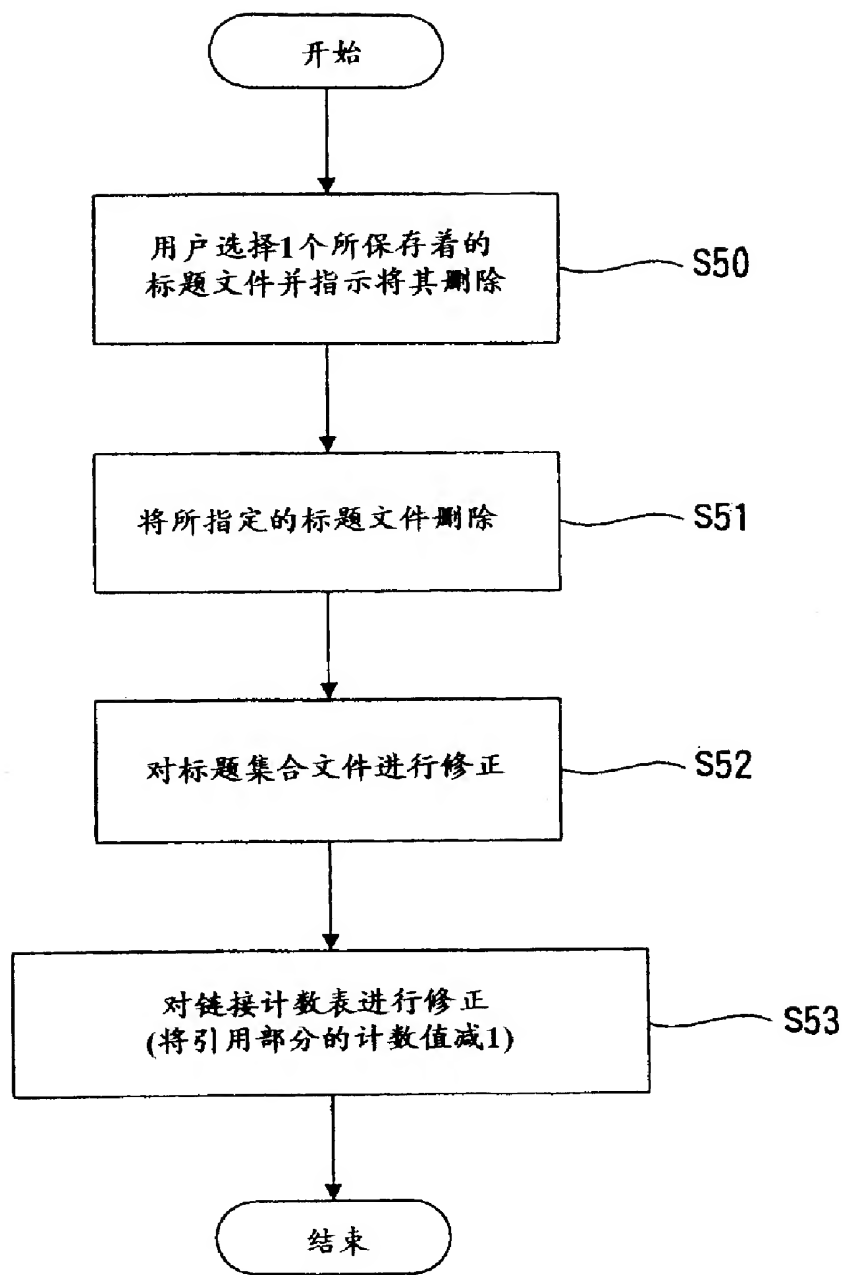 开始
用户选择1个所保存着的
标题文件并指示将其删除
S50
将所指定的标题文件删除
S51
对标题集合文件进行修正
S52
对链接计数表进行修正
(将引用部分的计数值减1)
S53
结束